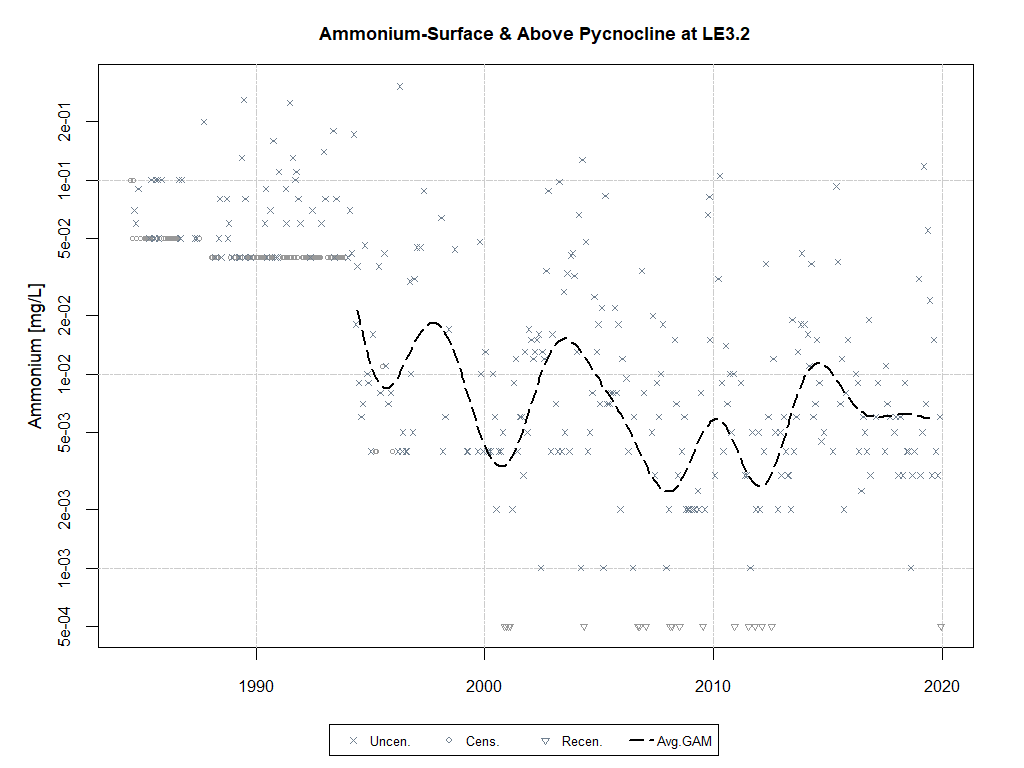 Ammonium-Surface & Above Pycnocline at LE3.2
Ammonium [mg/L]
2e-01
1e-01
5e-02
2e-02
1e-02
5e-03
2e-03
1e-03
5e-04
1990
2000
2010
2020
Uncen.
Cens.
Recen.
Avg.GAM